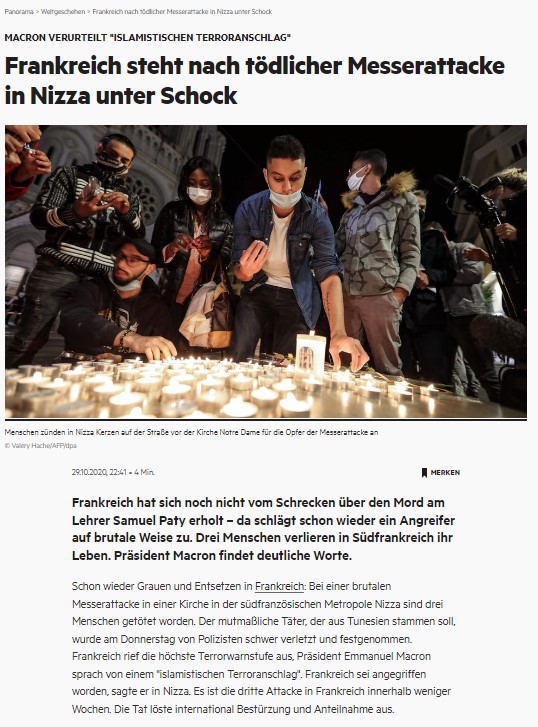 Panorama > Weltgeschehen > Frankreich nach tödlicher Messerattacke in Nizza unter Schock
MACRON VERURTEILT "ISLAMISTISCHEN TERRORANSCHLAG"
Frankreich steht nach tödlicher Messerattacke
in Nizza unter Schock
Menschen zünden in Nizza Kerzen auf der Straße vor der Kirche Notre Dame für die Opfer der Messerattacke an
© Valery Hache/AFP/dpa
29.10.2020, 22:41 • 4 Min.
MERKEN
Frankreich hat sich noch nicht vom Schrecken über den Mord am
Lehrer Samuel Paty erholt – da schlägt schon wieder ein Angreifer
auf brutale Weise zu. Drei Menschen verlieren in Südfrankreich ihr
Leben. Präsident Macron findet deutliche Worte.
Schon wieder Grauen und Entsetzen in Frankreich: Bei einer brutalen
Messerattacke in einer Kirche in der südfranzösischen Metropole Nizza sind drei
Menschen getötet worden. Der mutmaßliche Täter, der aus Tunesien stammen soll,
wurde am Donnerstag von Polizisten schwer verletzt und festgenommen.
Frankreich rief die höchste Terrorwarnstufe aus, Präsident Emmanuel Macron
sprach von einem "islamistischen Terroranschlag". Frankreich sei angegriffen
worden, sagte er in Nizza. Es ist die dritte Attacke in Frankreich innerhalb weniger
Wochen. Die Tat löste international Bestürzung und Anteilnahme aus.